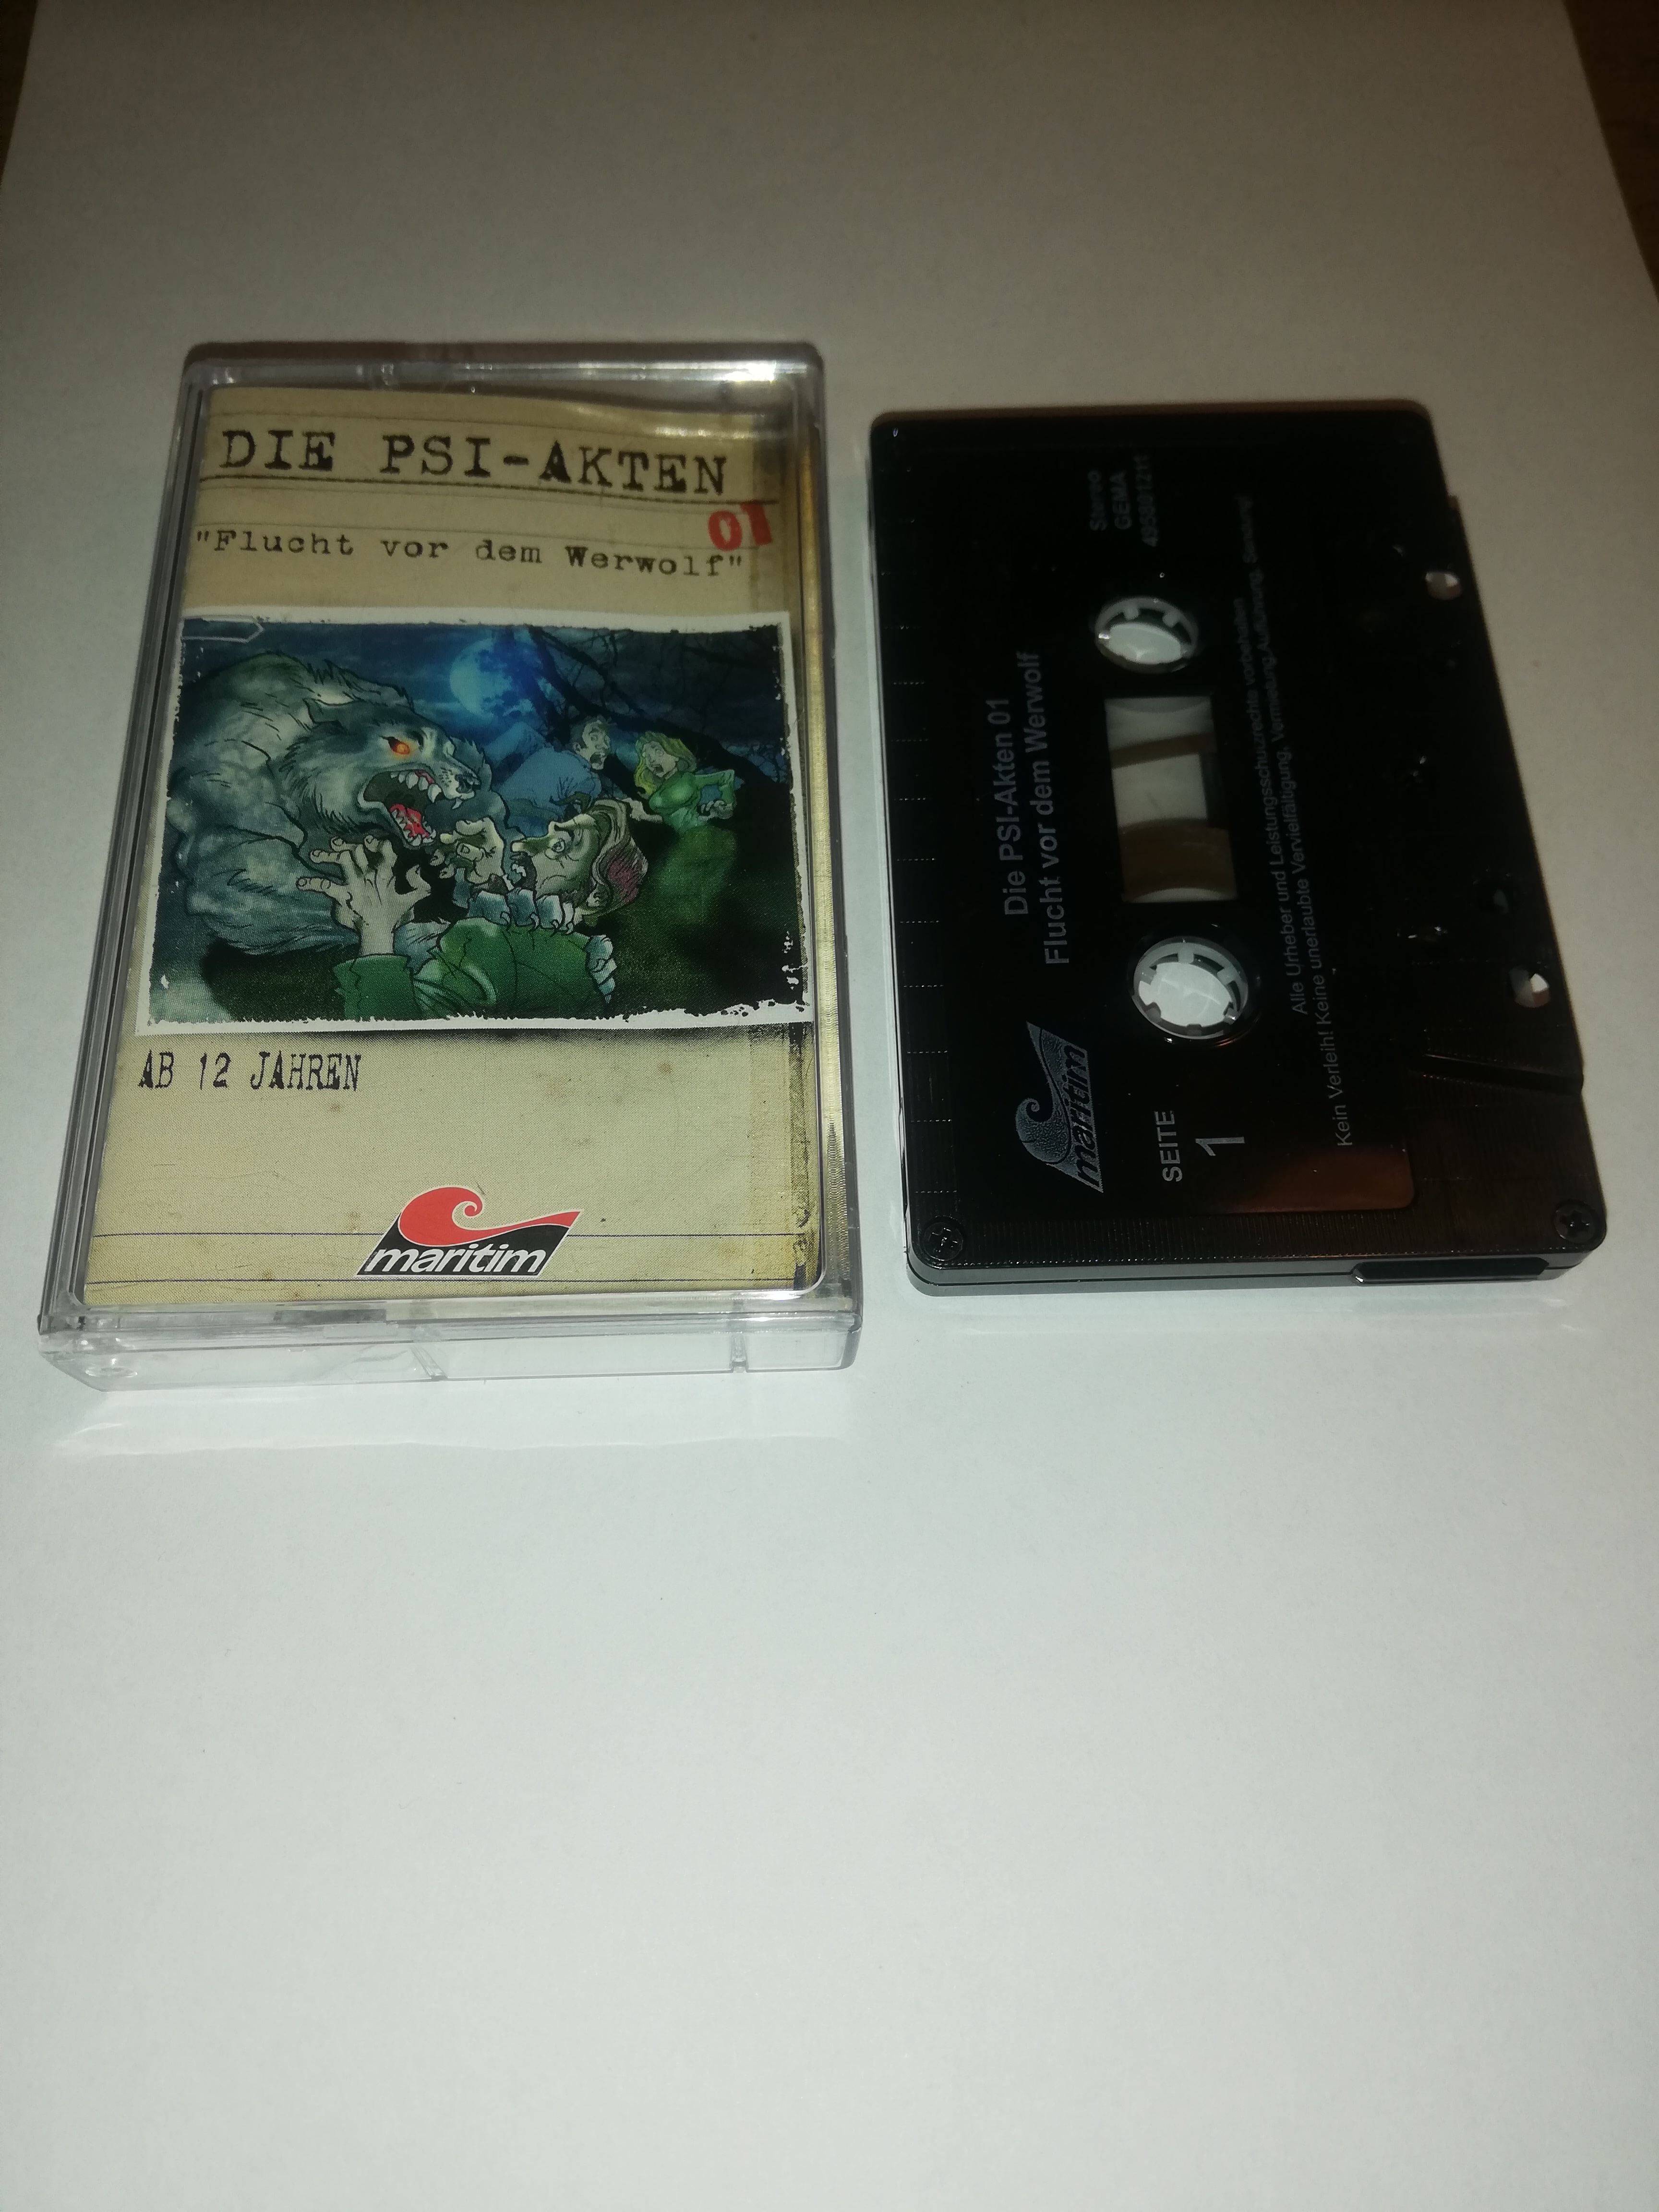 DIE PSI-AKTEN
01
"Flucht vor dem Werwolf"
AB 12 JAHREN
maritim
Die PSI-Akten 01
Flucht vor dem Werwolf
Stereo
GEMA
495801211
maritim
SEITE
1
Alle Urheber und Leistungsschutzrechte vorbehalten
Kein Verleih! Keine unerlaubte Vervielfältigung, Vermietung, Aufführung, Sendung!